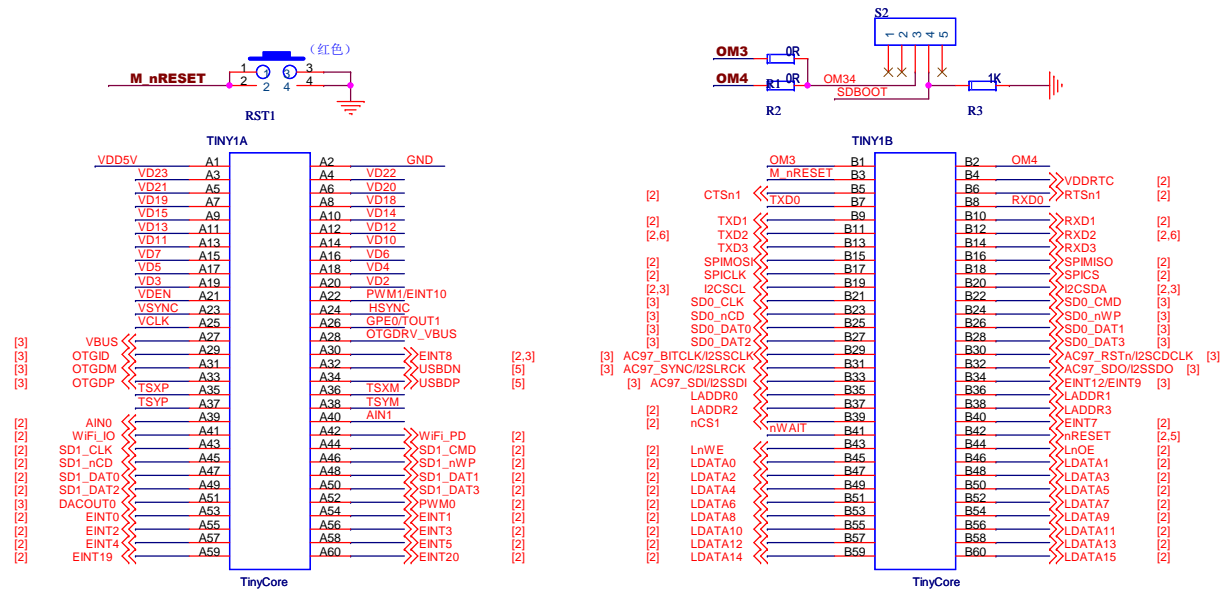 S2
(红色)
1 2 3 4 5
OM3 0R
M_nRESET 1 2 1 2 3 4 3 4
OM4 R1 0R OM34 1K
SDBOOT
RST1 R2 R3
TINY1A
VDD5V A1 A2 GND
VD23 A3 A4 VD22
VD21 A5 A6 VD20
VD19 A7 A8 VD18
VD15 A9 A10 VD14
VD13 A11 A12 VD12
VD11 A13 A14 VD10
VD7 A15 A16 VD6
VD5 A17 A18 VD4
VD3 A19 A20 VD2
VDEN A21 A22 PWM1/EINT10
VSYNC A23 A24 HSYNC
VCLK A25 A26 GPE0/TOUT1
[3] VBUS A27 A28 OTGDRV_VBUS
[3] OTGID A29 A30 EINT8 [2,3]
[3] OTGDM A31 A32 USBDN [5]
[3] OTGDP A33 A34 USBDP [5]
TSXP A35 A36 TSXM
TSYP A37 A38 TSYM
[2] AIN0 A39 A40 AIN1
[2] WiFi_IO A41 A42 WiFi_PD [2]
[2] SD1_CLK A43 A44 SD1_CMD [2]
[2] SD1_nCD A45 A46 SD1_nWP [2]
[2] SD1_DAT0 A47 A48 SD1_DAT1 [2]
[2] SD1_DAT2 A49 A50 SD1_DAT3 [2]
[3] DACOUT0 A51 A52 PWM0 [2]
[2] EINT0 A53 A54 EINT1 [2]
[2] EINT2 A55 A56 EINT3 [2]
[2] EINT4 A57 A58 EINT5 [2]
[2] EINT19 A59 A60 EINT20 [2]
TinyCore
TINY1B
OM3 B1 B2 OM4
M_nRESET B3 B4 VDDRTC [2]
[2] CTSn1 B5 B6 RTSn1 [2]
TXD0 B7 B8 RXD0
[2] TXD1 B9 B10 RXD1 [2]
[2,6] TXD2 B11 B12 RXD2 [2,6]
TXD3 B13 B14 RXD3
[2] SPIMOSI B15 B16 SPIMISO [2]
[2] SPICLK B17 B18 SPICS [2]
[2,3] I2CSCL B19 B20 I2CSDA [2,3]
[3] SD0_CLK B21 B22 SD0_CMD [3]
[3] SD0_nCD B23 B24 SD0_nWP [3]
[3] SD0_DAT0 B25 B26 SD0_DAT1 [3]
[3] SD0_DAT2 B27 B28 SD0_DAT3 [3]
[3] AC97_BITCLK/I2SSCLK B29 B30 AC97_RSTn/I2SCDCLK [3]
[3] AC97_SYNC/I2SLRCK B31 B32 AC97_SDO/I2SSDO [3]
[3] AC97_SDI/I2SSDI B33 B34 EINT12/EINT9 [3]
LADDR0 B35 B36 LADDR1
[2] LADDR2 B37 B38 LADDR3
[2] nCS1 B39 B40 EINT7 [2]
nWAIT B41 B42 nRESET [2,5]
[2] LnWE B43 B44 LnOE [2]
[2] LDATA0 B45 B46 LDATA1 [2]
[2] LDATA2 B47 B48 LDATA3 [2]
[2] LDATA4 B49 B50 LDATA5 [2]
[2] LDATA6 B51 B52 LDATA7 [2]
[2] LDATA8 B53 B54 LDATA9 [2]
[2] LDATA10 B55 B56 LDATA11 [2]
[2] LDATA12 B57 B58 LDATA13 [2]
[2] LDATA14 B59 B60 LDATA15 [2]
TinyCore